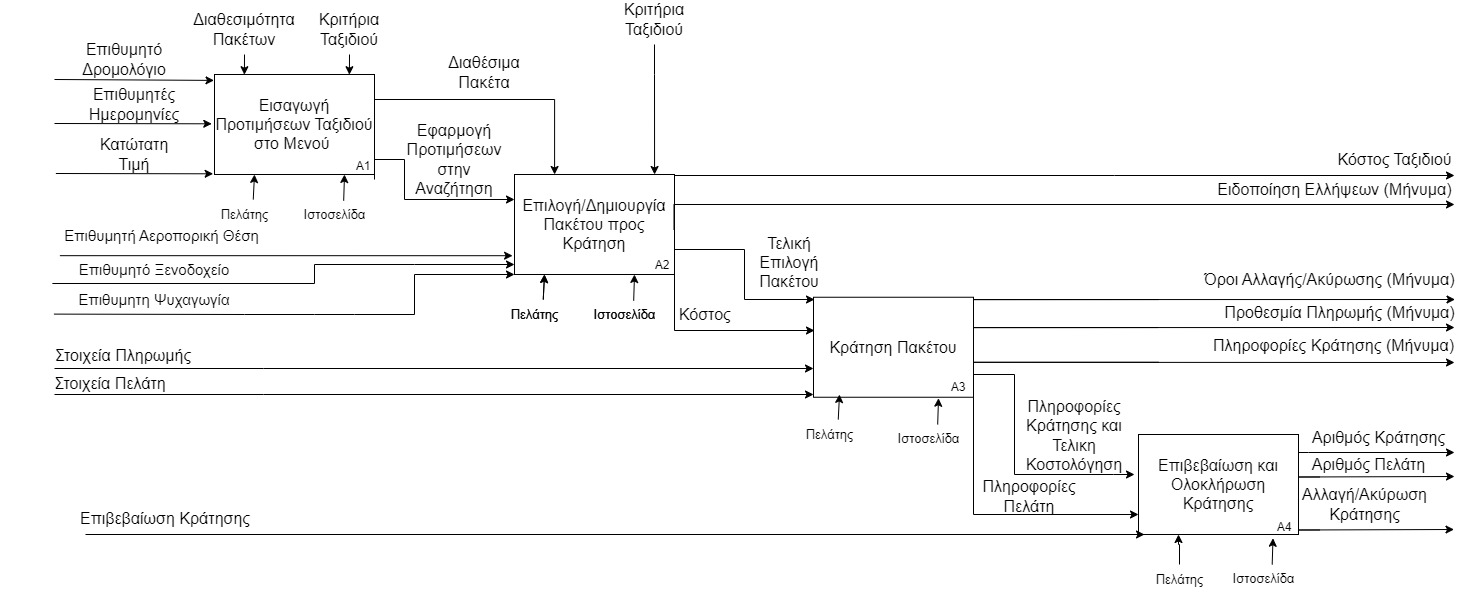 Διαθεσιμότητα
Πακέτων
Κριτήρια
Ταξιδιού
Κριτήρια
Ταξιδιού
Επιθυμητό
Δρομολόγιο
Επιθυμητές
Ημερομηνίες
Κατώτατη
Τιμή
Εισαγωγή
Προτιμήσεων Ταξιδιού
στο Μενού
A1
Πελάτης
Ιστοσελίδα
Διαθέσιμα
Πακέτα
Εφαρμογή
Προτιμήσεων
στην
Αναζήτηση
Επιθυμητή Αεροπορική Θέση
Επιθυμητό Ξενοδοχείο
Επιθυμητη Ψυχαγωγία
Επιλογή/Δημιουργία
Πακέτου προς
Κράτηση
A2
Πελάτης
Ιστοσελίδα
Κόστος Ταξιδιού
Ειδοποίηση Ελλήψεων (Μήνυμα)
Τελική
Επιλογή
Πακέτου
Κόστος
Στοιχεία Πληρωμής
Στοιχεία Πελάτη
Κράτηση Πακέτου
A3
Πελάτης
Ιστοσελίδα
Όροι Αλλαγής/Ακύρωσης (Μήνυμα)
Προθεσμία Πληρωμής (Μήνυμα)
Πληροφορίες Κράτησης (Μήνυμα)
Πληροφορίες
Κράτησης και
Τελικη
Κοστολόγηση
Πληροφορίες
Πελάτη
Επιβεβαίωση Κράτησης
Επιβεβαίωση και
Ολοκλήρωση
Κράτησης
A4
Πελάτης
Ιστοσελίδα
Αριθμός Κράτησης
Αριθμός Πελάτη
Αλλαγή/Ακύρωση
Κράτησης